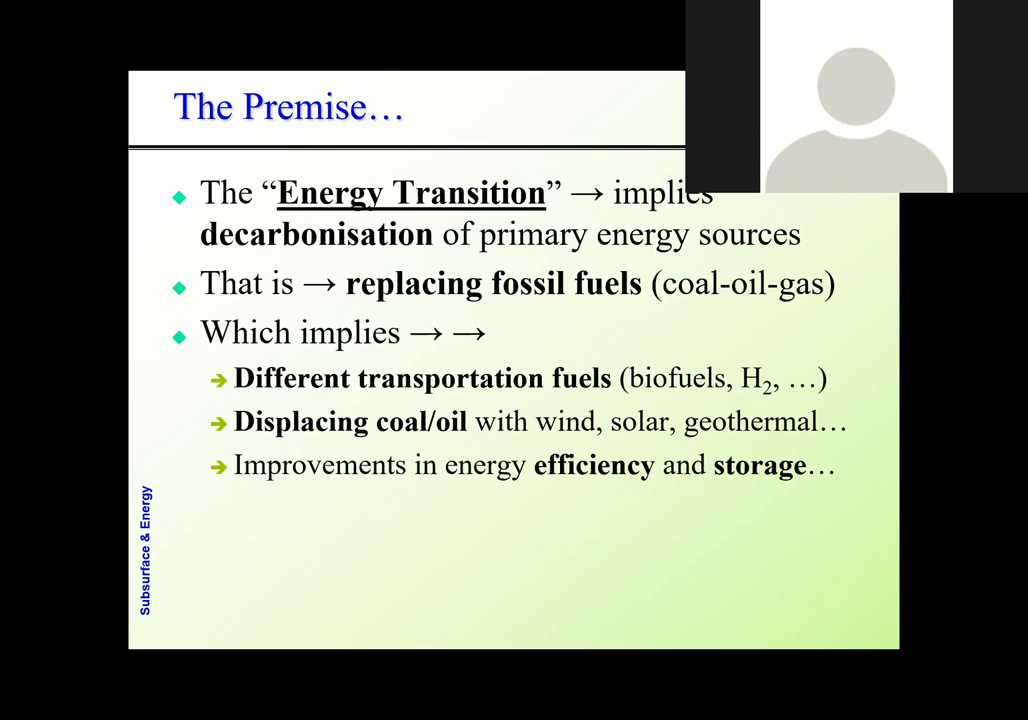 The Premise…
The “Energy Transition” → implies
decarbonisation of primary energy sources
That is → replacing fossil fuels (coal-oil-gas)
Which implies → →
Different transportation fuels (biofuels, H₂, …)
Displacing coal/oil with wind, solar, geothermal…
Improvements in energy efficiency and storage…
Subsurface & Energy